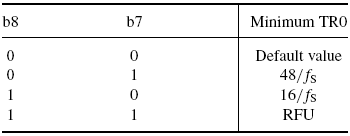 b8 b7 Minimum TR0
0 0 Default value
0 1 48/fS
1 0 16/fS
1 1 RFU